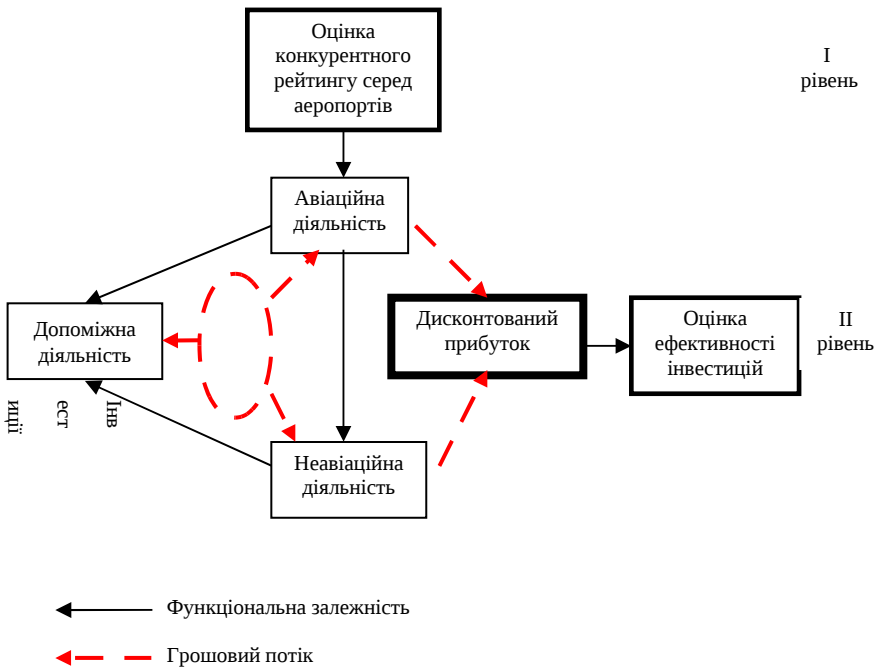 Оцінка
конкурентного
рейтингу серед
аеропортів
І
рівень
Авіаційна
діяльність
Допоміжна
діяльність
Дисконтований
прибуток
Оцінка
ефективності
інвестицій
ІІ
рівень
Інв
ест
иції
Неавіаційна
діяльність
Функціональна залежність
Грошовий потік